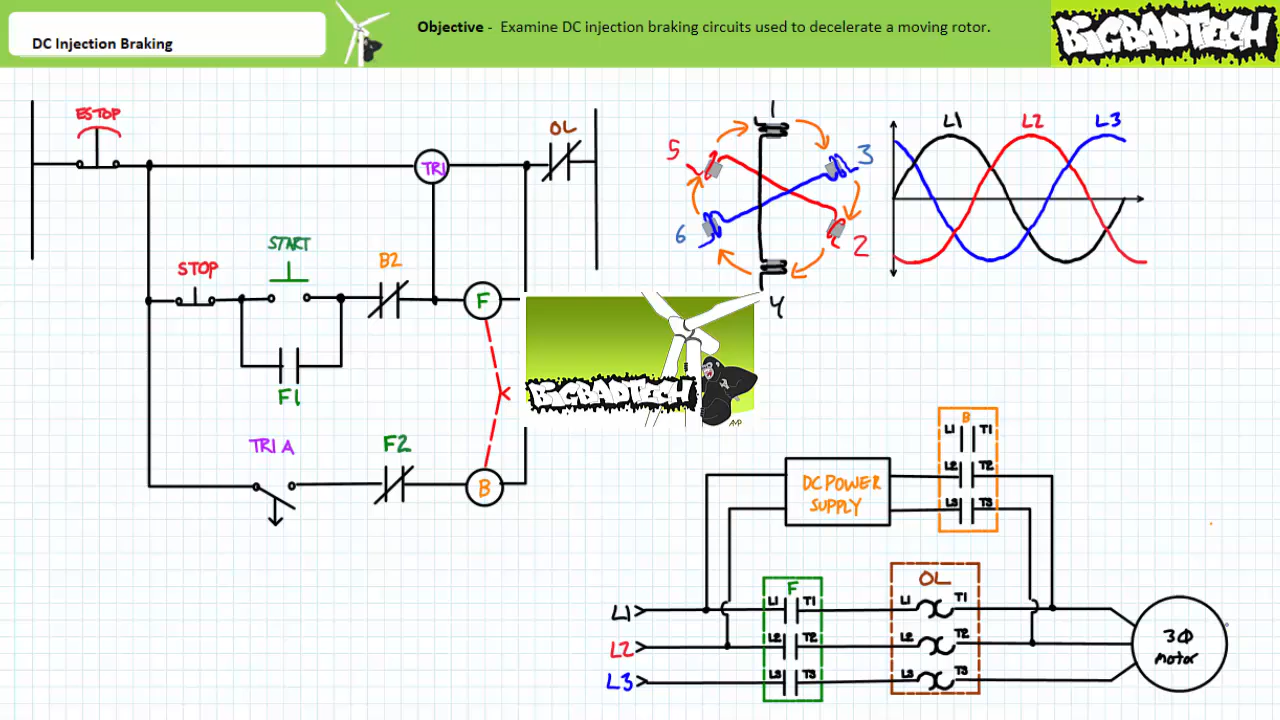 DC Injection Braking
Objective - Examine DC injection braking circuits used to decelerate a moving rotor.
BIGBADTECH
ESTOP
OL
TR1
START
STOP
B2
F
F1
TR1 A
F2
B
1
5
3
6
2
4
L1 L2 L3
BIGBADTECH
AMP
B
L1 T1
L2 T2
L3 T3
DC POWER
SUPPLY
F
OL
L1
L1 T1
L1 T1
L2
L2 T2
L2 T2
L3
L3 T3
L3 T3
3Φ
motor